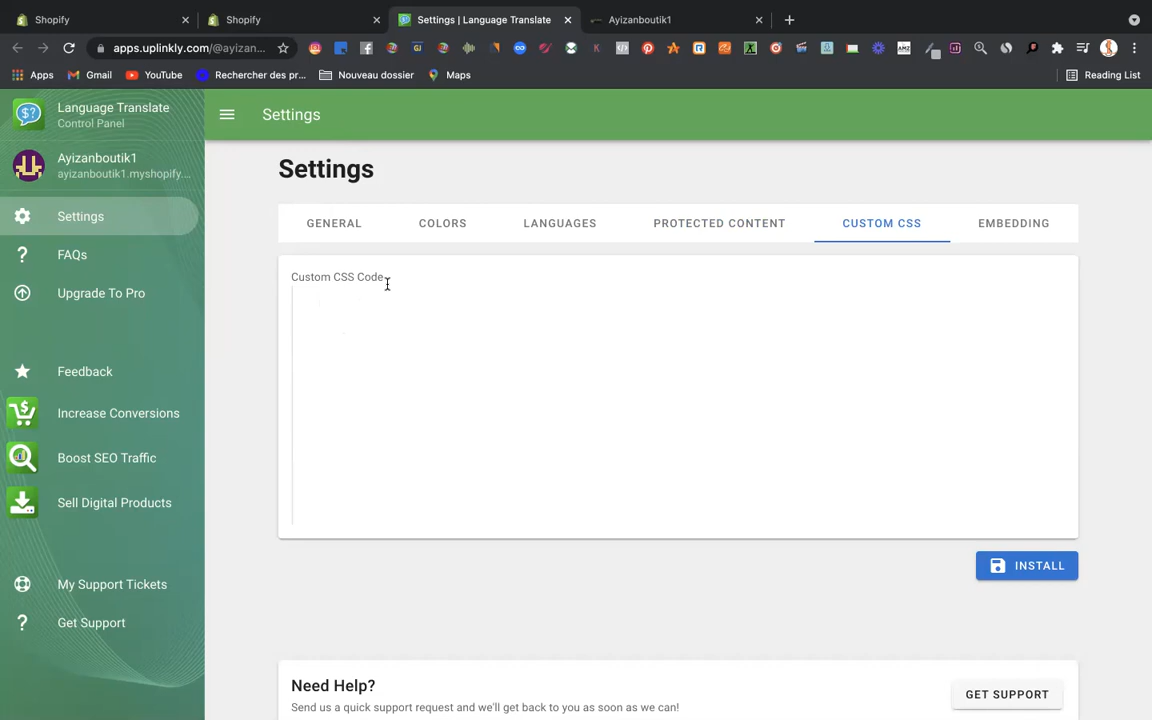 Shopify
Shopify
Settings | Language Translate
Ayizanboutik1
apps.uplinkly.com/@ayizan...
Apps
Gmail
YouTube
Rechercher des pr...
Nouveau dossier
Maps
Reading List
Language Translate
Control Panel
Ayizanboutik1
ayizanboutik1.myshopify...
Settings
FAQs
Upgrade To Pro
Feedback
Increase Conversions
Boost SEO Traffic
Sell Digital Products
My Support Tickets
Get Support
Settings
Settings
GENERAL
COLORS
LANGUAGES
PROTECTED CONTENT
CUSTOM CSS
EMBEDDING
Custom CSS Code
INSTALL
Need Help?
Send us a quick support request and we'll get back to you as soon as we can!
GET SUPPORT